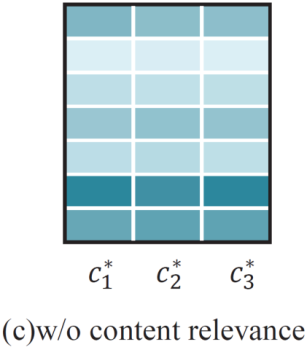 c₁* c₂* c₃*
(c)w/o content relevance